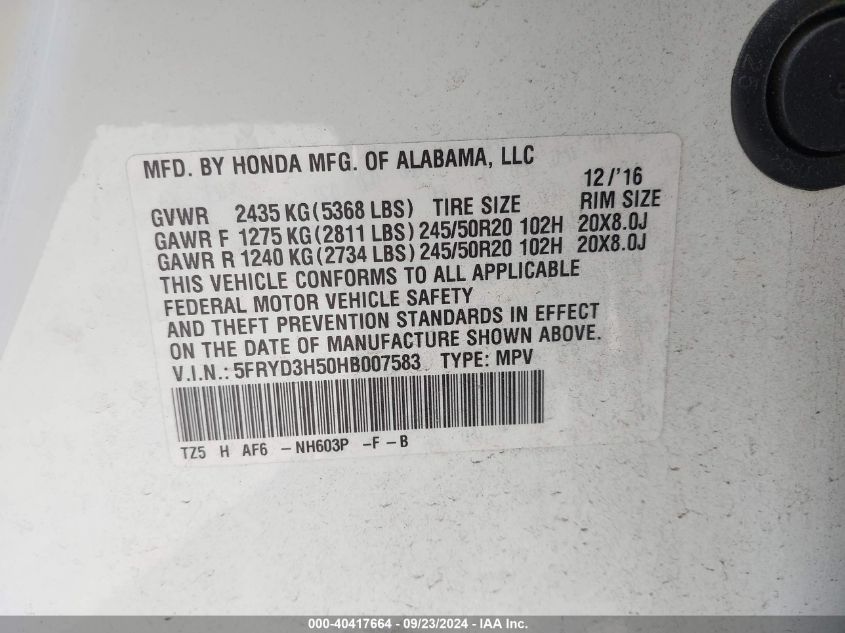 MFD. BY HONDA MFG. OF ALABAMA, LLC
12/'16
GVWR 2435 KG(5368 LBS) TIRE SIZE RIM SIZE
GAWR F 1275 KG(2811 LBS) 245/50R20 102H 20X8.0J
GAWR R 1240 KG(2734 LBS) 245/50R20 102H 20X8.0J
THIS VEHICLE CONFORMS TO ALL APPLICABLE
FEDERAL MOTOR VEHICLE SAFETY
AND THEFT PREVENTION STANDARDS IN EFFECT
ON THE DATE OF MANUFACTURE SHOWN ABOVE.
V.I.N.: 5FRYD3H50HB007583 TYPE: MPV
TZ5 H AF6 -NH603P -F-B
25
000-40417664 - 09/23/2024 - IAA Inc.